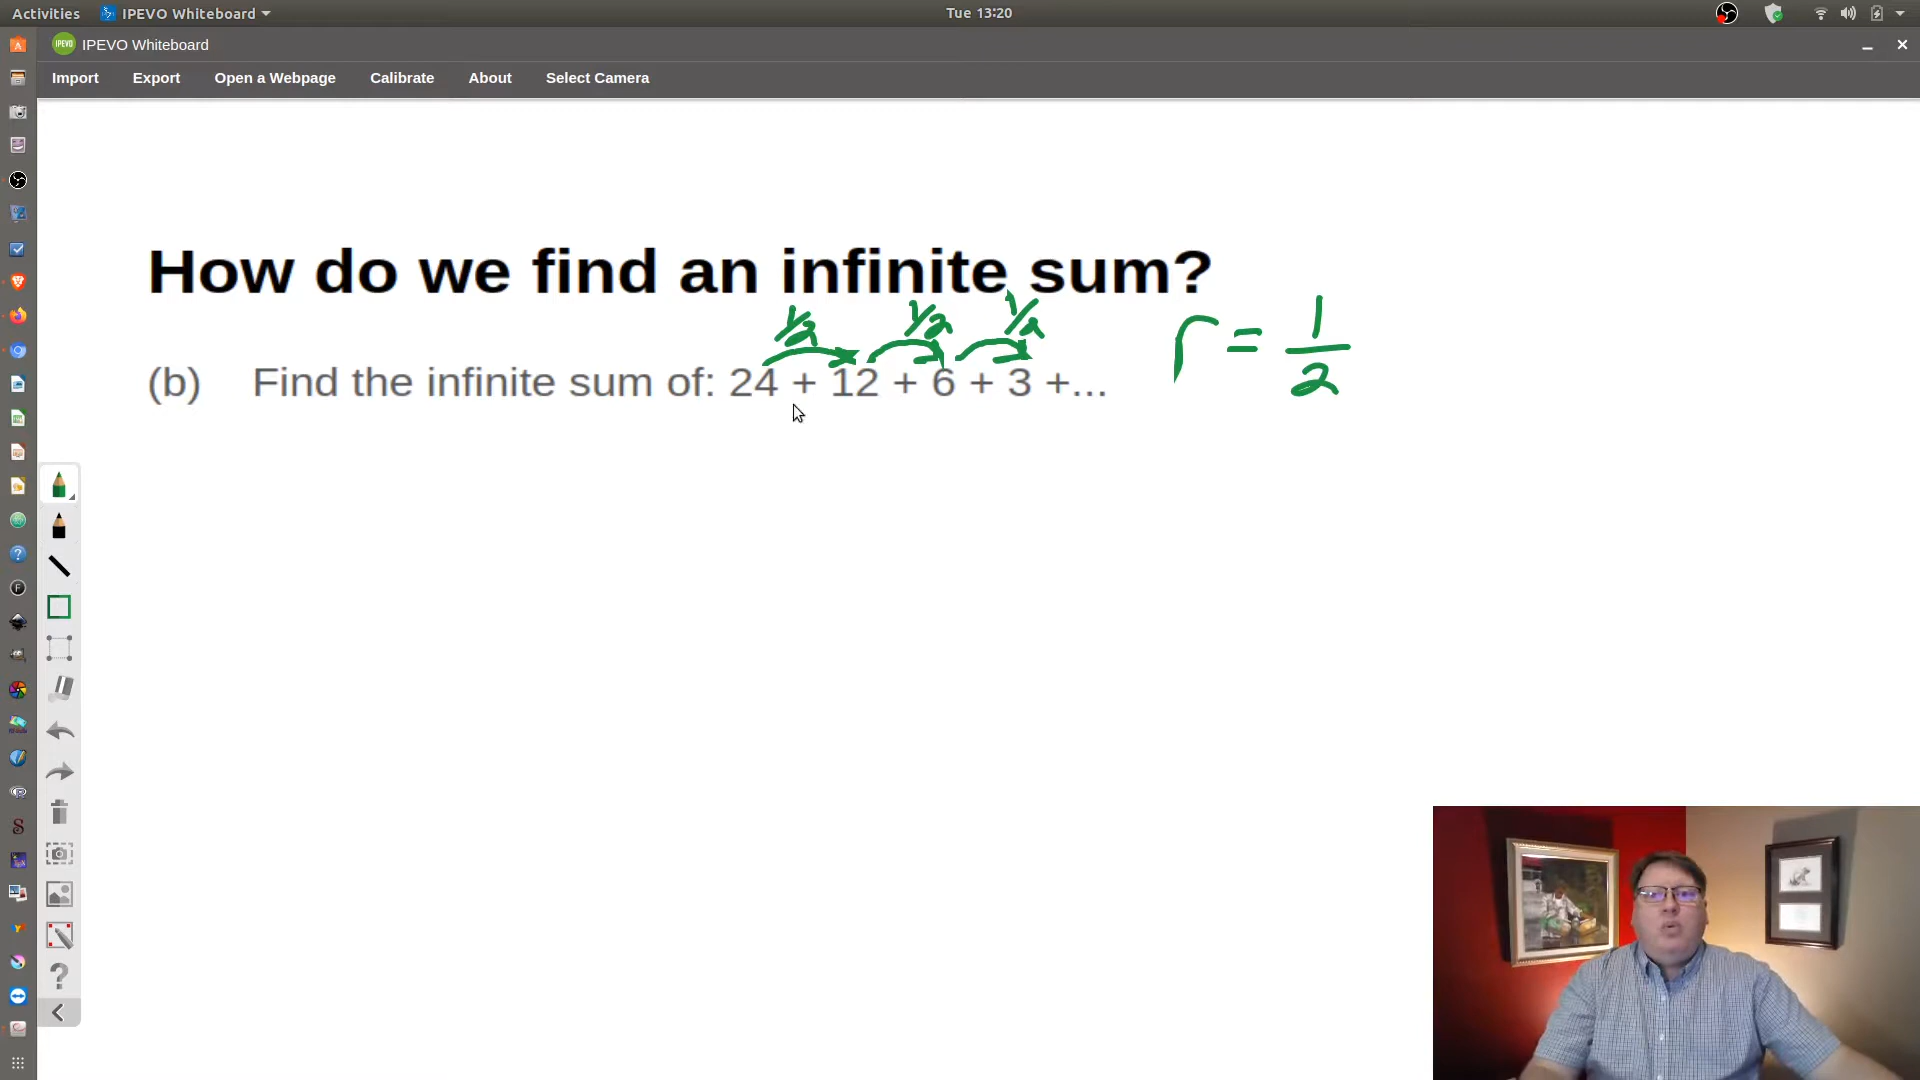 Activities IPEVO Whiteboard Tue 13:20
IPEVO IPEVO Whiteboard
Import Export Open a Webpage Calibrate About Select Camera
How do we find an infinite sum?
1/2 1/2 1/2
r = 1/2
(b) Find the infinite sum of: 24 + 12 + 6 + 3 +...